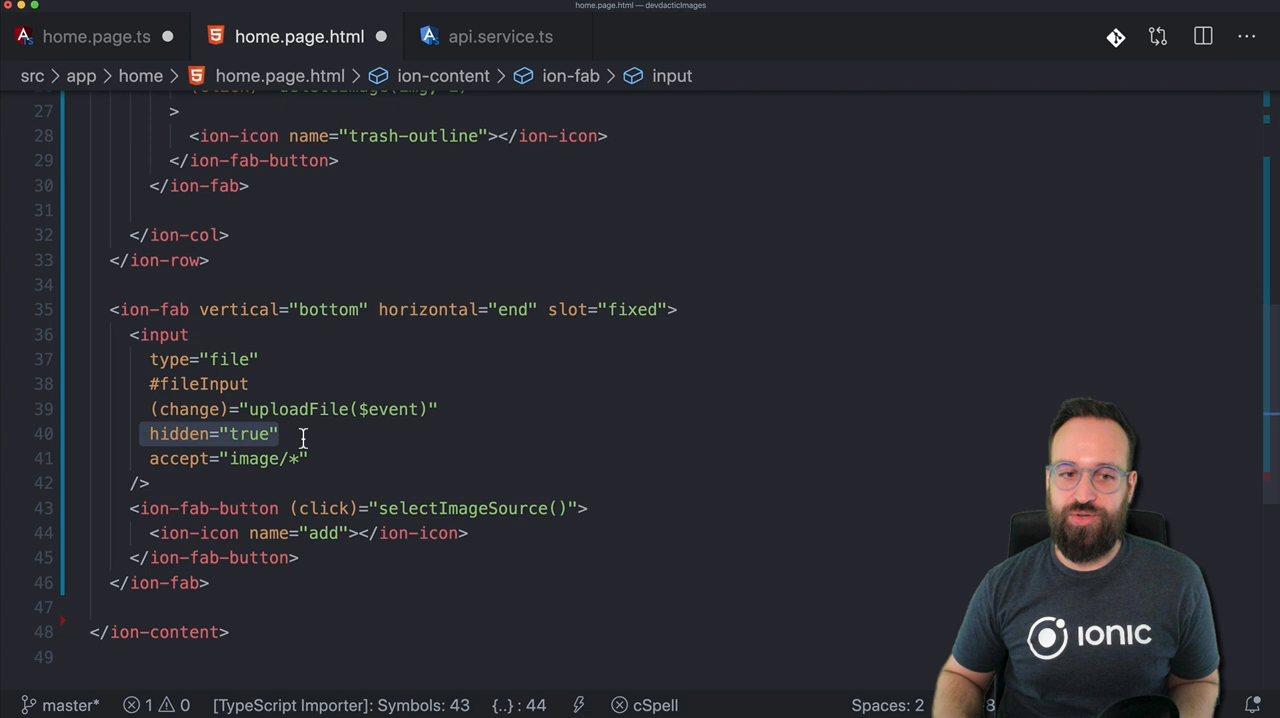 home.page.html — devdacticImages
home.page.ts
home.page.html
api.service.ts
src > app > home > home.page.html > ion-content > ion-fab > input
27 >
28 <ion-icon name="trash-outline"></ion-icon>
29 </ion-fab-button>
30 </ion-fab>
31
32 </ion-col>
33 </ion-row>
34
35 <ion-fab vertical="bottom" horizontal="end" slot="fixed">
36 <input
37 type="file"
38 #fileInput
39 (change)="uploadFile($event)"
40 hidden="true"
41 accept="image/*"
42 />
43 <ion-fab-button (click)="selectImageSource()">
44 <ion-icon name="add"></ion-icon>
45 </ion-fab-button>
46 </ion-fab>
47
48 </ion-content>
49
IONIC
master* 1 0 [TypeScript Importer]: Symbols: 43 {..} : 44 cSpell Spaces: 2